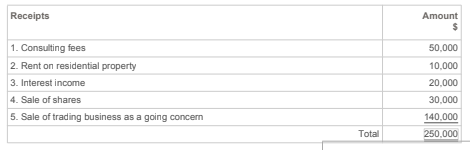 Receipts Amount
$
1. Consulting fees 50,000
2. Rent on residential property 10,000
3. Interest income 20,000
4. Sale of shares 30,000
5. Sale of trading business as a going concern 140,000
Total 250,000